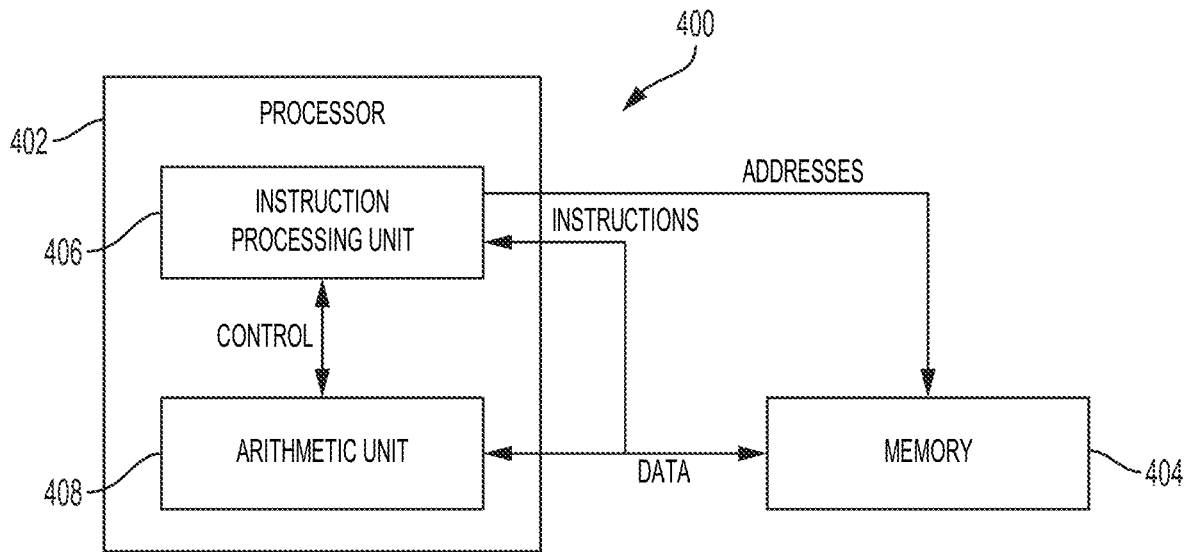 400
PROCESSOR
402
ADDRESSES
INSTRUCTION
PROCESSING UNIT
INSTRUCTIONS
406
CONTROL
ARITHMETIC UNIT
MEMORY
DATA
408
404